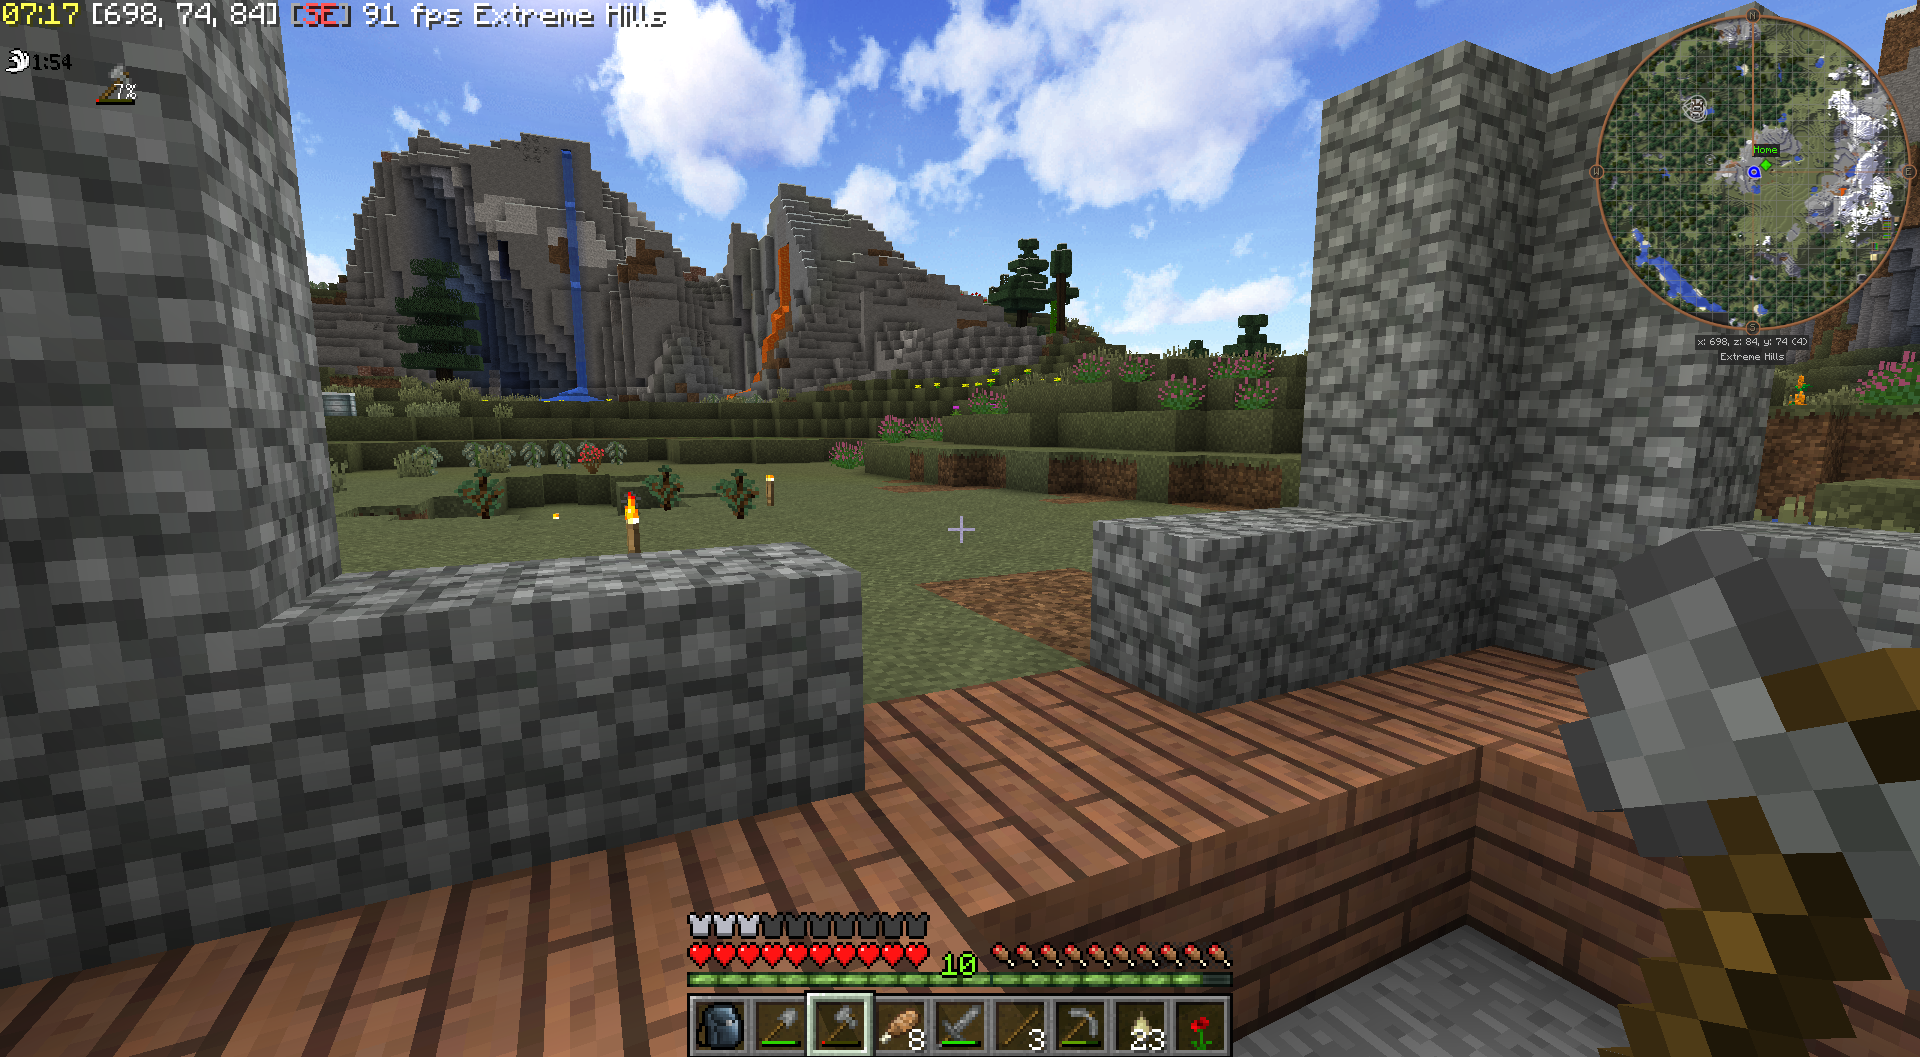 07:17 [698, 74, 84] [SE] 91 fps Extreme Hills
1:54
7%
N
Home
W
E
S
x: 698, z: 84, y: 74 (4)
Extreme Hills
10
8
3
23